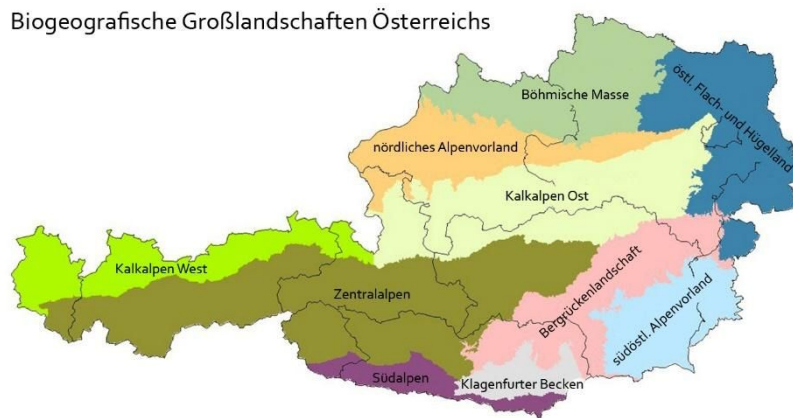 Biogeografische Großlandschaften Österreichs
Böhmische Masse
östl. Flach- und Hügelland
nördliches Alpenvorland
Kalkalpen Ost
Kalkalpen West
Zentralalpen
Bergrückenlandschaft
südöstl. Alpenvorland
Südalpen
Klagenfurter Becken